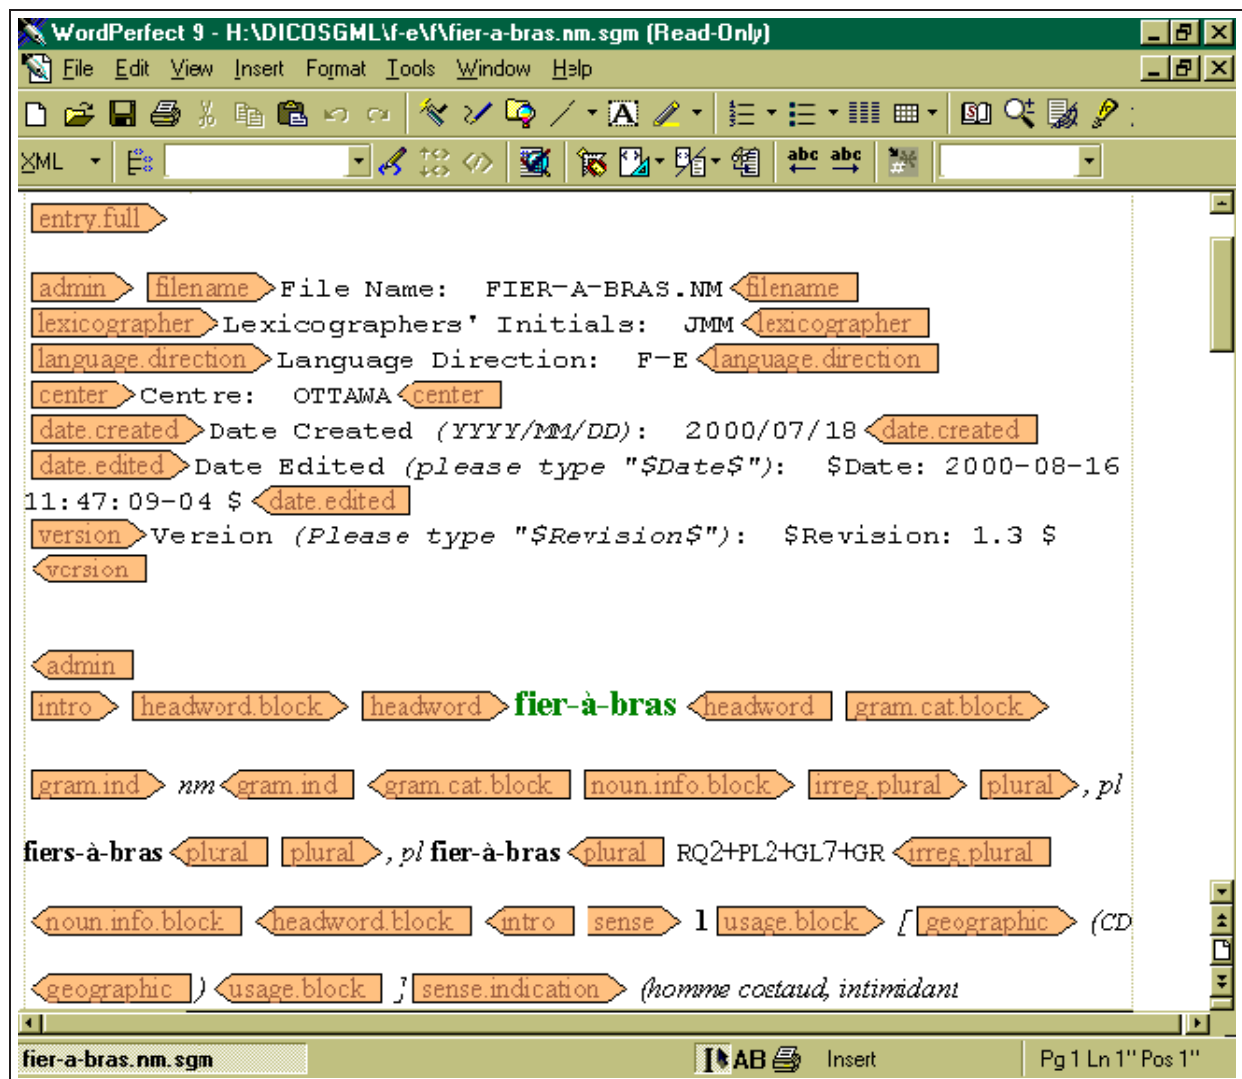 WordPerfect 9 - H:\DICOSGML\f-e\f\fier-a-bras.nm.sgm (Read-Only)
File Edit View Insert Format Tools Window Help
XML abc abc
entry.full
admin filename File Name: FIER-A-BRAS.NM filename
lexicographer Lexicographers' Initials: JMM lexicographer
language.direction Language Direction: F-E language.direction
center Centre: OTTAWA center
date.created Date Created (YYYY/MM/DD): 2000/07/18 date.created
date.edited Date Edited (please type "$Date$"): $Date: 2000-08-16
11:47:09-04 $ date.edited
version Version (Please type "$Revision$"): $Revision: 1.3 $
version
admin
intro headword.block headword fier-à-bras headword gram.cat.block
gram.ind nm gram.ind gram.cat.block noun.info.block irreg.plural plural , pl
fiers-à-bras plural plural , pl fier-à-bras plural RQ2+PL2+GL7+GR irreg.plural
noun.info.block headword.block intro sense 1 usage.block [ geographic (CD
geographic ) usage.block ] sense.indication (homme costaud, intimidant
fier-a-bras.nm.sgm AB Insert Pg 1 Ln 1" Pos 1"